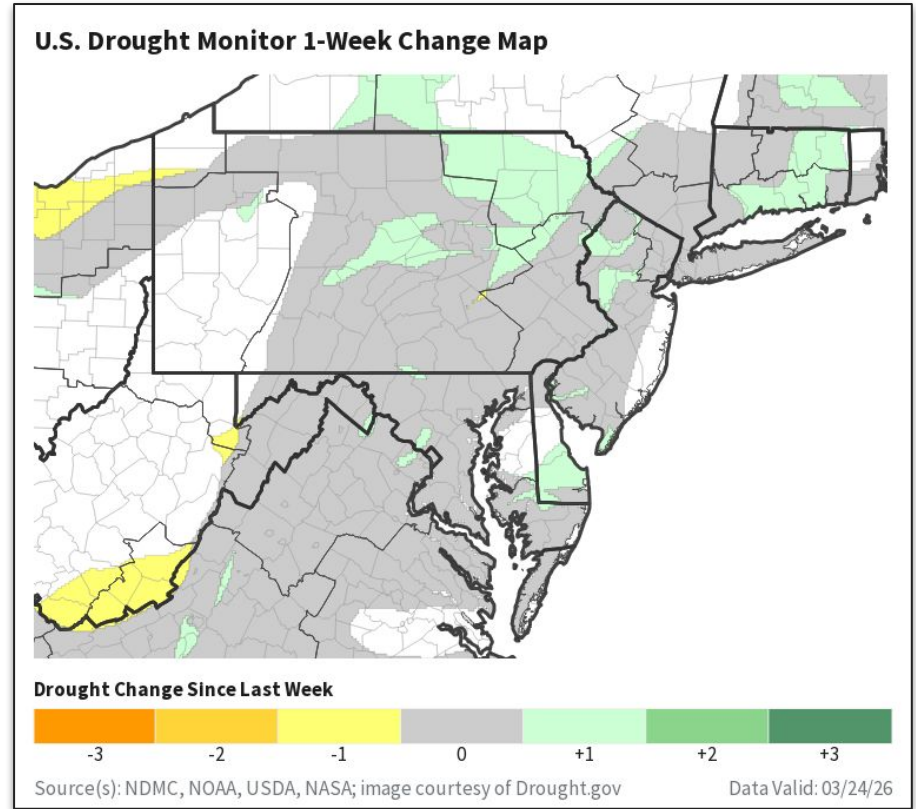 U.S. Drought Monitor 1-Week Change Map
Drought Change Since Last Week
-3 -2 -1 0 +1 +2 +3
Source(s): NDMC, NOAA, USDA, NASA; image courtesy of Drought.gov Data Valid: 03/24/26